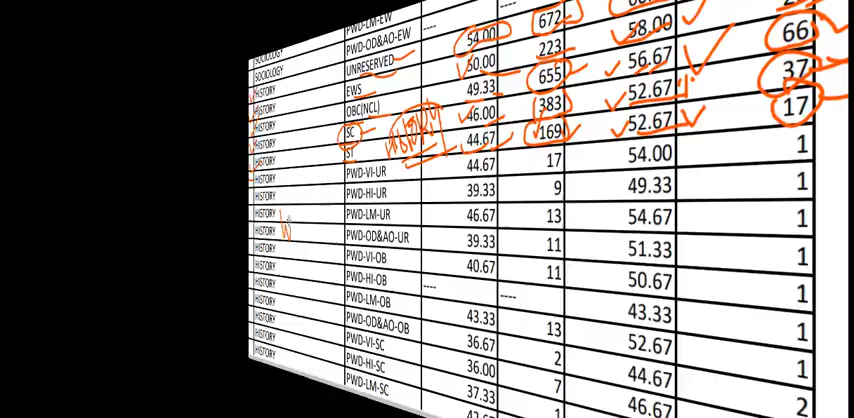 SOCIOLOGY PWD-LM-EW ---- ----
SOCIOLOGY PWD-OD&AO-EW
HISTORY UNRESERVED 54.00 672
HISTORY EWS 50.00 223 58.00
HISTORY OBC(NCL) 49.33 655 56.67 66
HISTORY SC 46.00 383 52.67 37
HISTORY ST History 44.67 169 52.67 17
HISTORY PWD-VI-UR 44.67 17 54.00 1
HISTORY PWD-HI-UR 39.33 9 49.33 1
HISTORY PWD-LM-UR 46.67 13 54.67 1
HISTORY PWD-OD&AO-UR 39.33 11 51.33 1
HISTORY PWD-VI-OB 40.67 11 50.67 1
HISTORY PWD-HI-OB ---- ---- 43.33 1
HISTORY PWD-LM-OB 43.33 13 52.67 1
HISTORY PWD-OD&AO-OB 36.67 2 44.67 2
HISTORY PWD-VI-SC 36.00 7 46.67
HISTORY PWD-HI-SC 37.33 1
HISTORY PWD-LM-SC